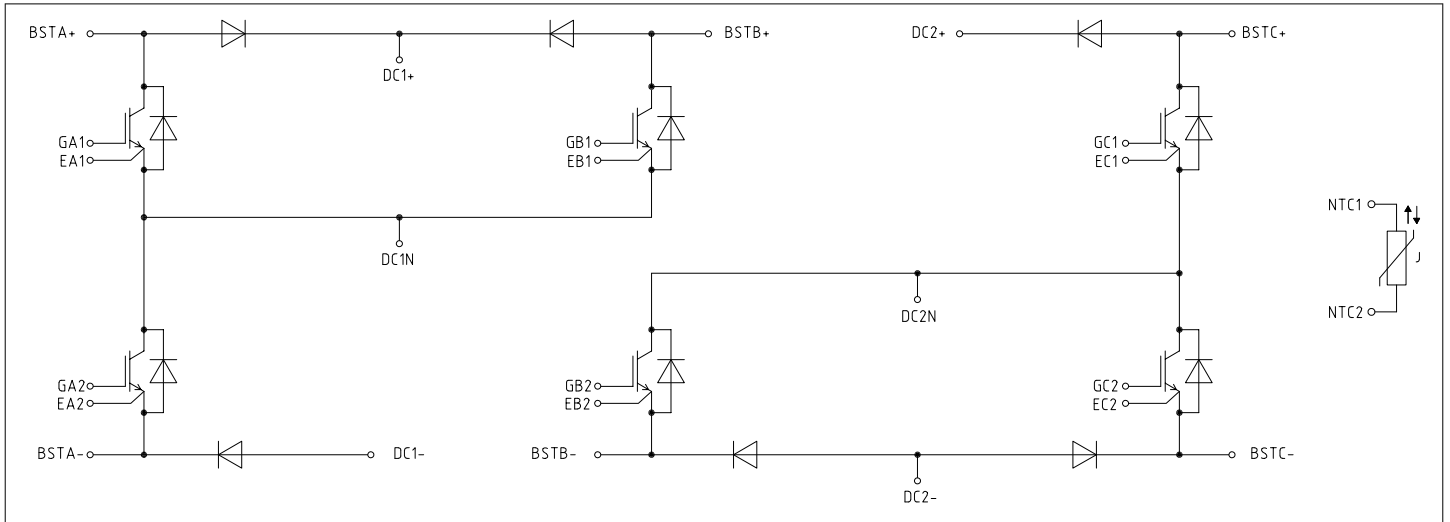 BSTA+
BSTB+
DC2+
BSTC+
DC1+
GA1
EA1
GB1
EB1
GC1
EC1
NTC1
DC1N
J
DC2N
NTC2
GA2
EA2
GB2
EB2
GC2
EC2
BSTA-
DC1-
BSTB-
BSTC-
DC2-